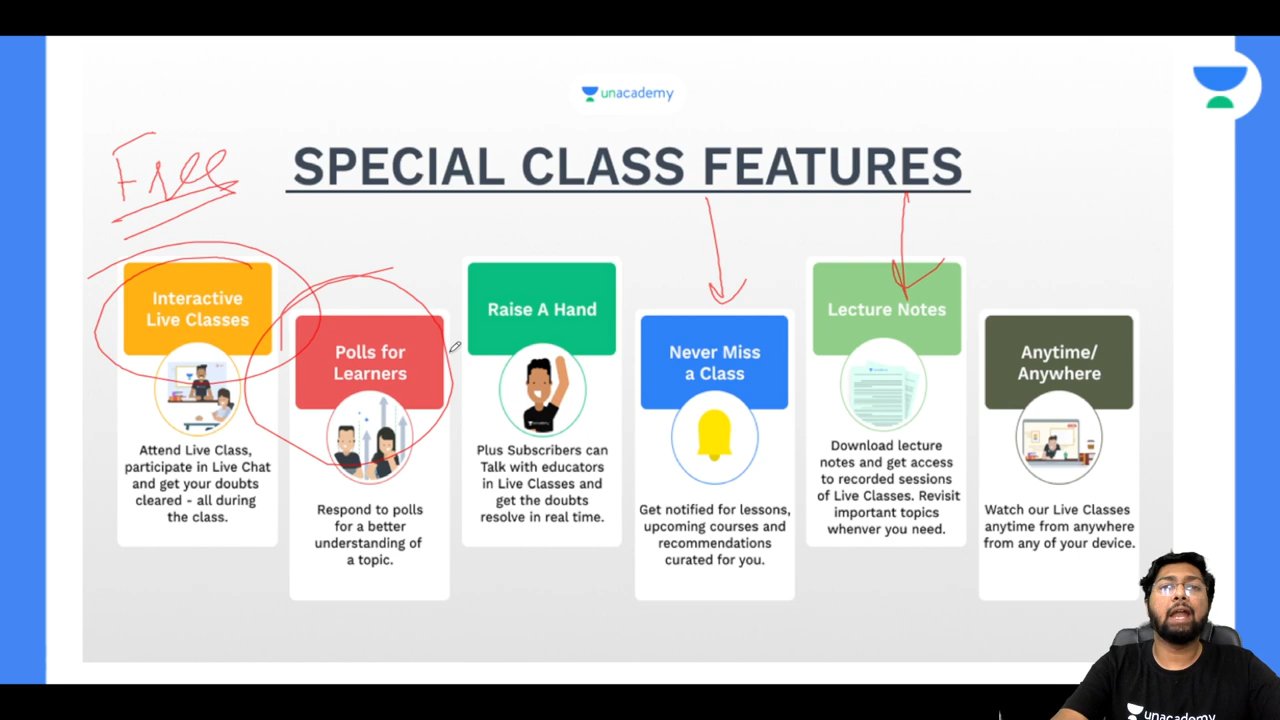 unacademy
SPECIAL CLASS FEATURES
Free
Interactive
Live Classes
Attend Live Class,
participate in Live Chat
and get your doubts
cleared - all during
the class.
Polls for
Learners
Respond to polls
for a better
understanding of
a topic.
Raise A Hand
Plus Subscribers can
Talk with educators
in Live Classes and
get the doubts
resolve in real time.
Never Miss
a Class
Get notified for lessons,
upcoming courses and
recommendations
curated for you.
Lecture Notes
Download lecture
notes and get access
to recorded sessions
of Live Classes. Revisit
important topics
whenver you need.
Anytime/
Anywhere
Watch our Live Classes
anytime from anywhere
from any of your device.
unacademy